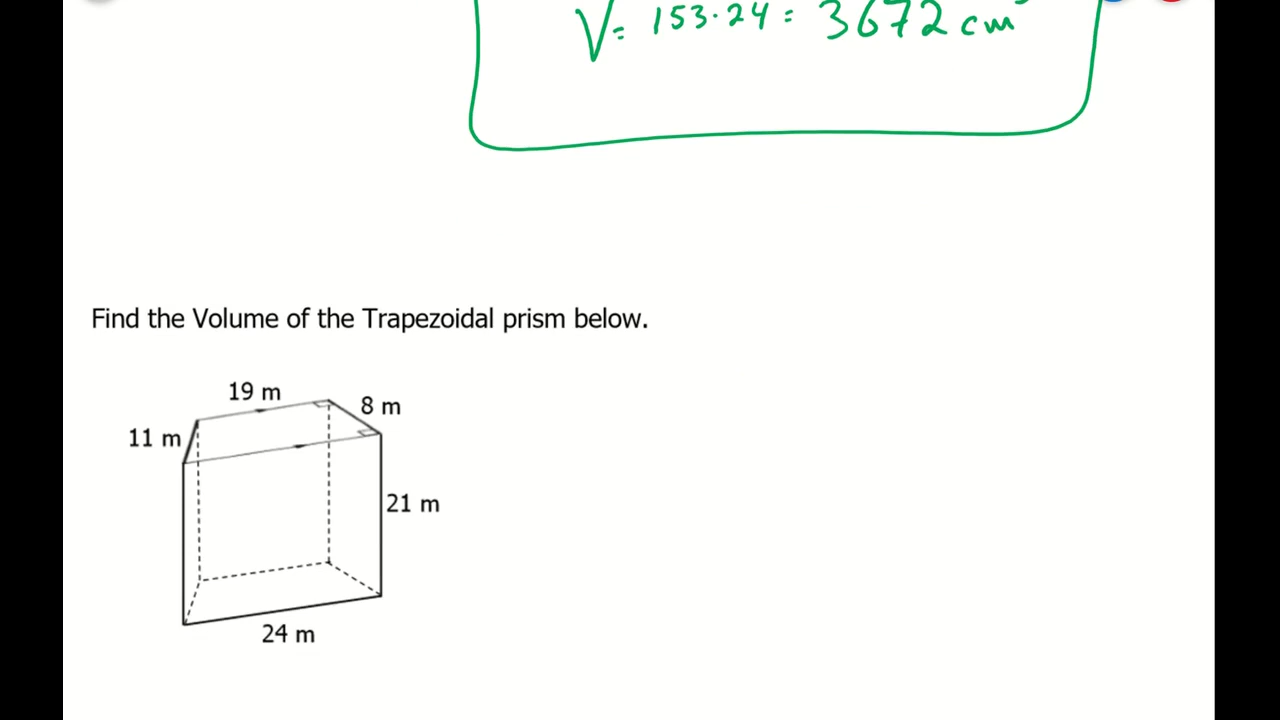 V= 153·24 = 3672 cm
Find the Volume of the Trapezoidal prism below.
19 m
8 m
11 m
21 m
24 m